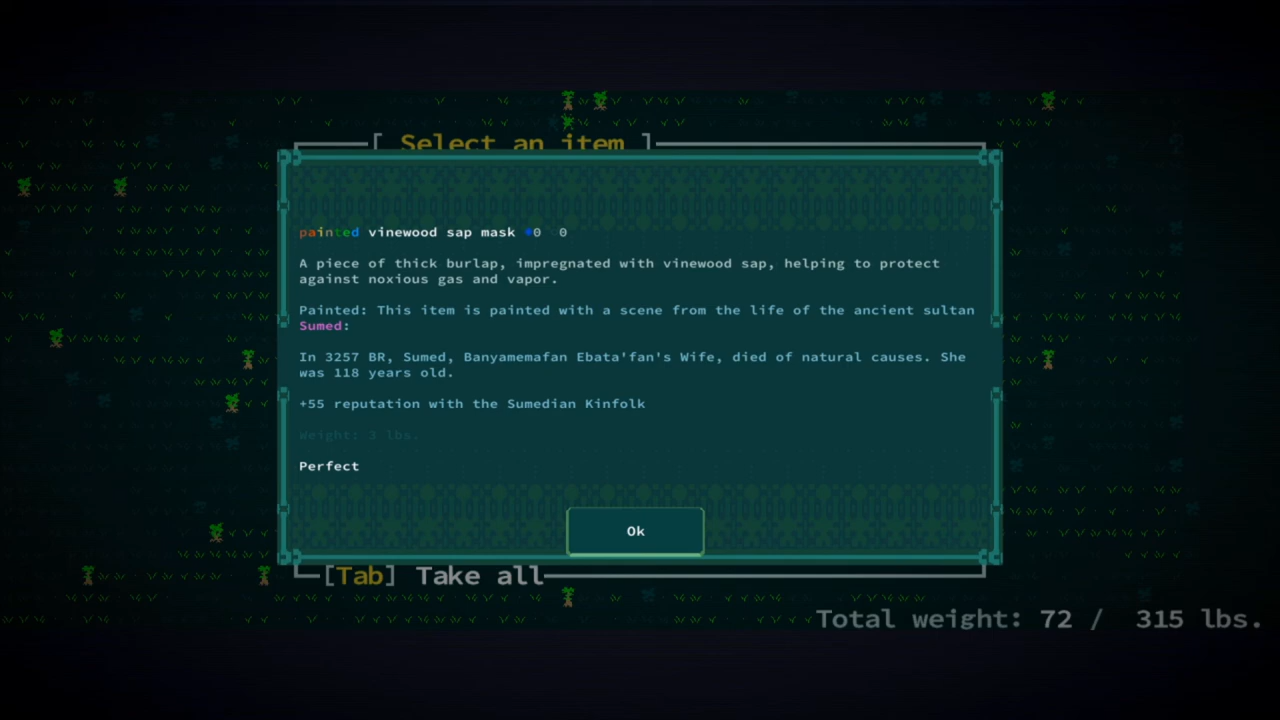 [ Select an item ]
painted vinewood sap mask ♦0 ○0
A piece of thick burlap, impregnated with vinewood sap, helping to protect
against noxious gas and vapor.
Painted: This item is painted with a scene from the life of the ancient sultan
Sumed:
In 3257 BR, Sumed, Banyamemafan Ebata'fan's Wife, died of natural causes. She
was 118 years old.
+55 reputation with the Sumedian Kinfolk
Weight: 3 lbs.
Perfect
Ok
[Tab] Take all
Total weight: 72 / 315 lbs.